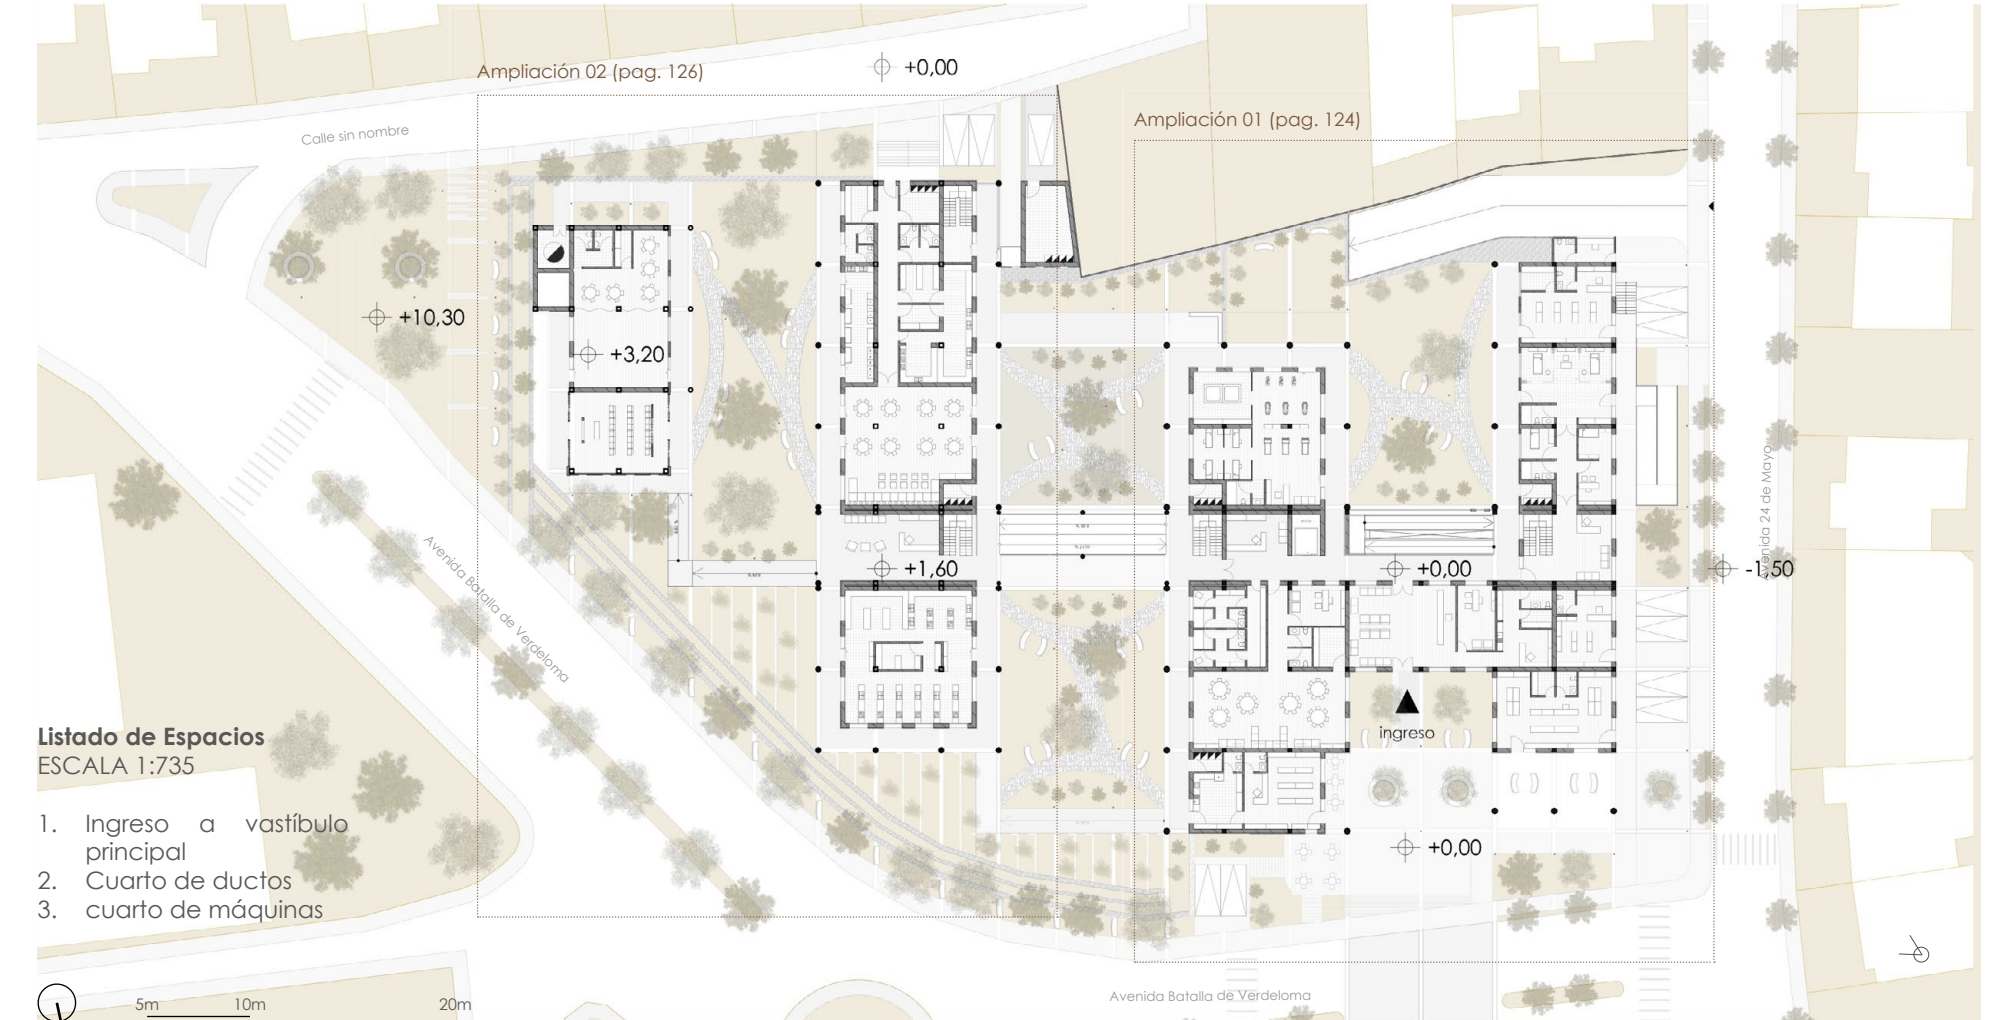 Ampliación 02 (pag. 126)
+0,00
Ampliación 01 (pag. 124)
Calle sin nombre
+10,30
+3,20
Avenida 24 de Mayo
Avenida Batalla de Verdeloma
+1,60
+0,00
-1,50
ingreso
+0,00
Listado de Espacios
ESCALA 1:735
1. Ingreso a vastíbulo
principal
2. Cuarto de ductos
3. cuarto de máquinas
5m 10m 20m
Avenida Batalla de Verdeloma